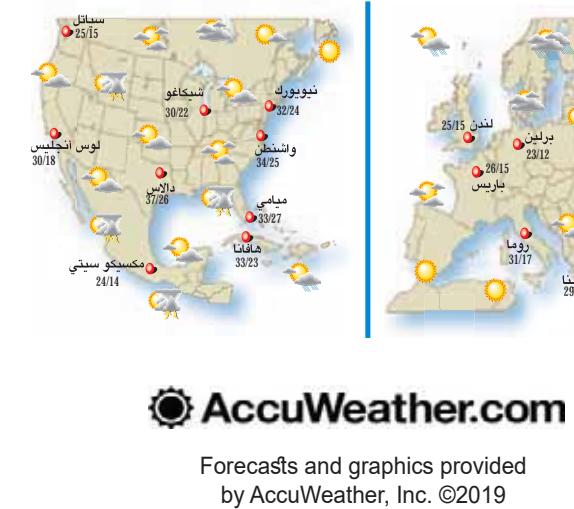 سياتل
25/15
شيكاغو
30/22
نيويورك
32/24
لوس انجليس
30/18
واشنطن
34/25
دالاس
37/26
ميامي
33/27
هافانا
33/23
مكسيكو سيتي
24/14
لندن 25/15
برلين
23/12
26/15
باريس
روما
31/17
29
AccuWeather.com
Forecasts and graphics provided
by AccuWeather, Inc. ©2019